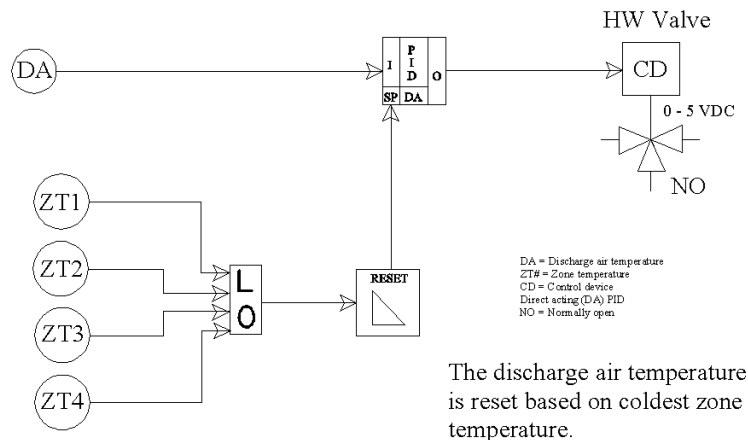 HW Valve
DA
I
P
I
D
O
SP
DA
CD
0 - 5 VDC
NO
ZT1
ZT2
ZT3
ZT4
L
O
RESET
DA = Discharge air temperature
ZT# = Zone temperature
CD = Control device
Direct acting (DA) PID
NO = Normally open
The discharge air temperature
is reset based on coldest zone
temperature.